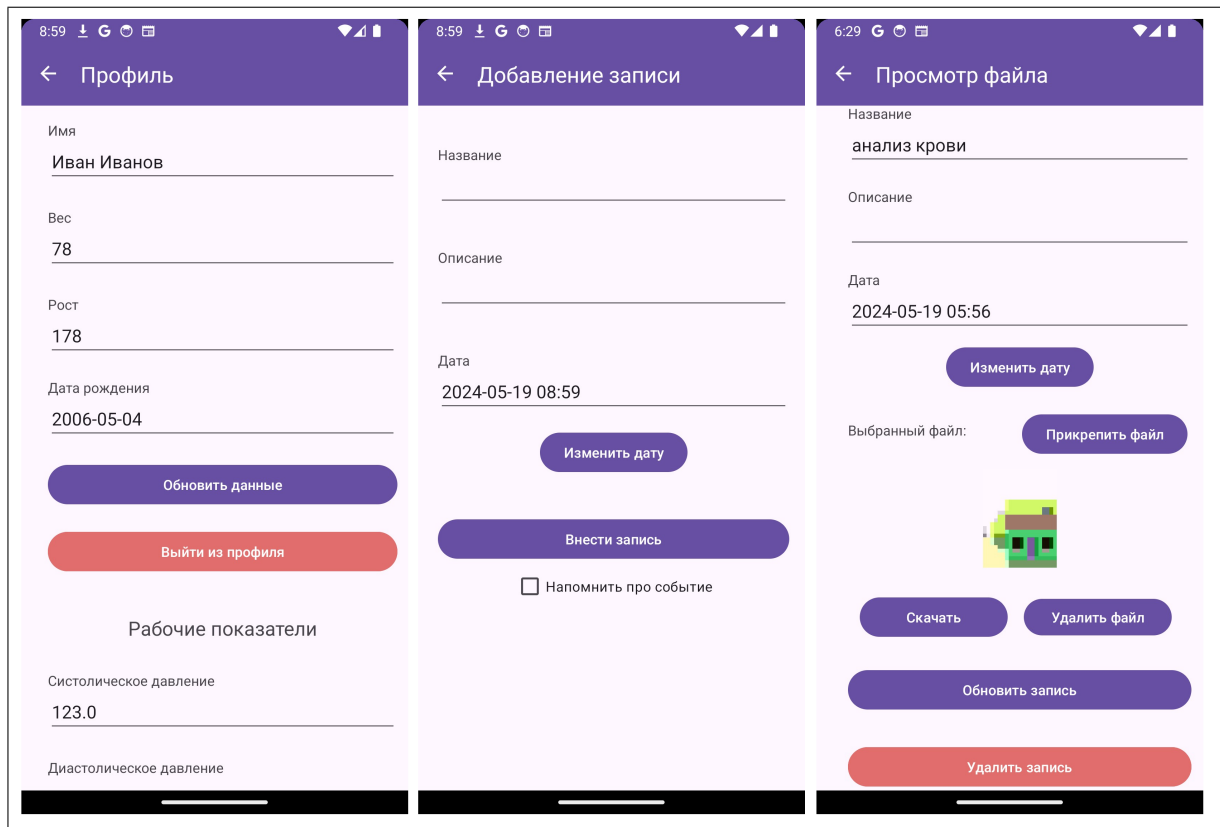 8:59
Профиль
Имя
Иван Иванов
Вес
78
Рост
178
Дата рождения
2006-05-04
Обновить данные
Выйти из профиля
Рабочие показатели
Систолическое давление
123.0
Диастолическое давление
8:59
Добавление записи
Название
Описание
Дата
2024-05-19 08:59
Изменить дату
Внести запись
Напомнить про событие
6:29
Просмотр файла
Название
анализ крови
Описание
Дата
2024-05-19 05:56
Изменить дату
Выбранный файл:
Прикрепить файл
Скачать
Удалить файл
Обновить запись
Удалить запись